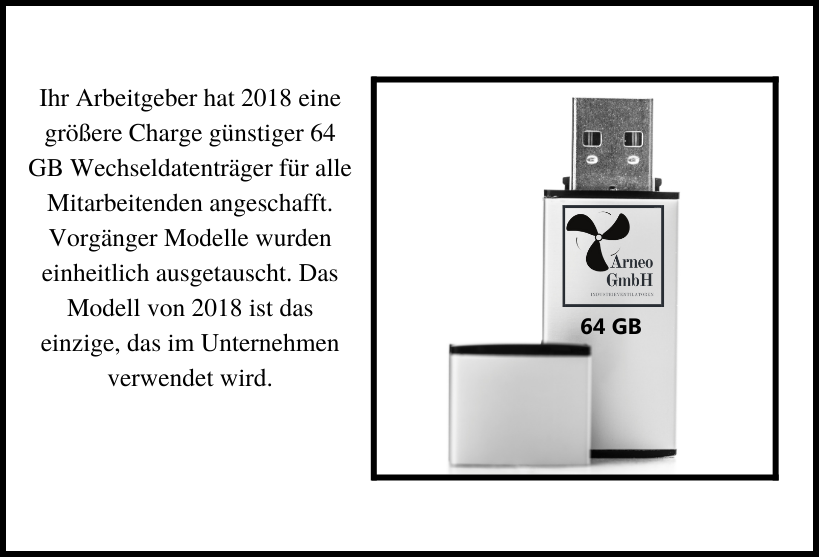 Ihr Arbeitgeber hat 2018 eine
größere Charge günstiger 64
GB Wechseldatenträger für alle
Mitarbeitenden angeschafft.
Vorgänger Modelle wurden
einheitlich ausgetauscht. Das
Modell von 2018 ist das
einzige, das im Unternehmen
verwendet wird.
Arneo
GmbH
INDUSTRIEVENTILATOREN
64 GB